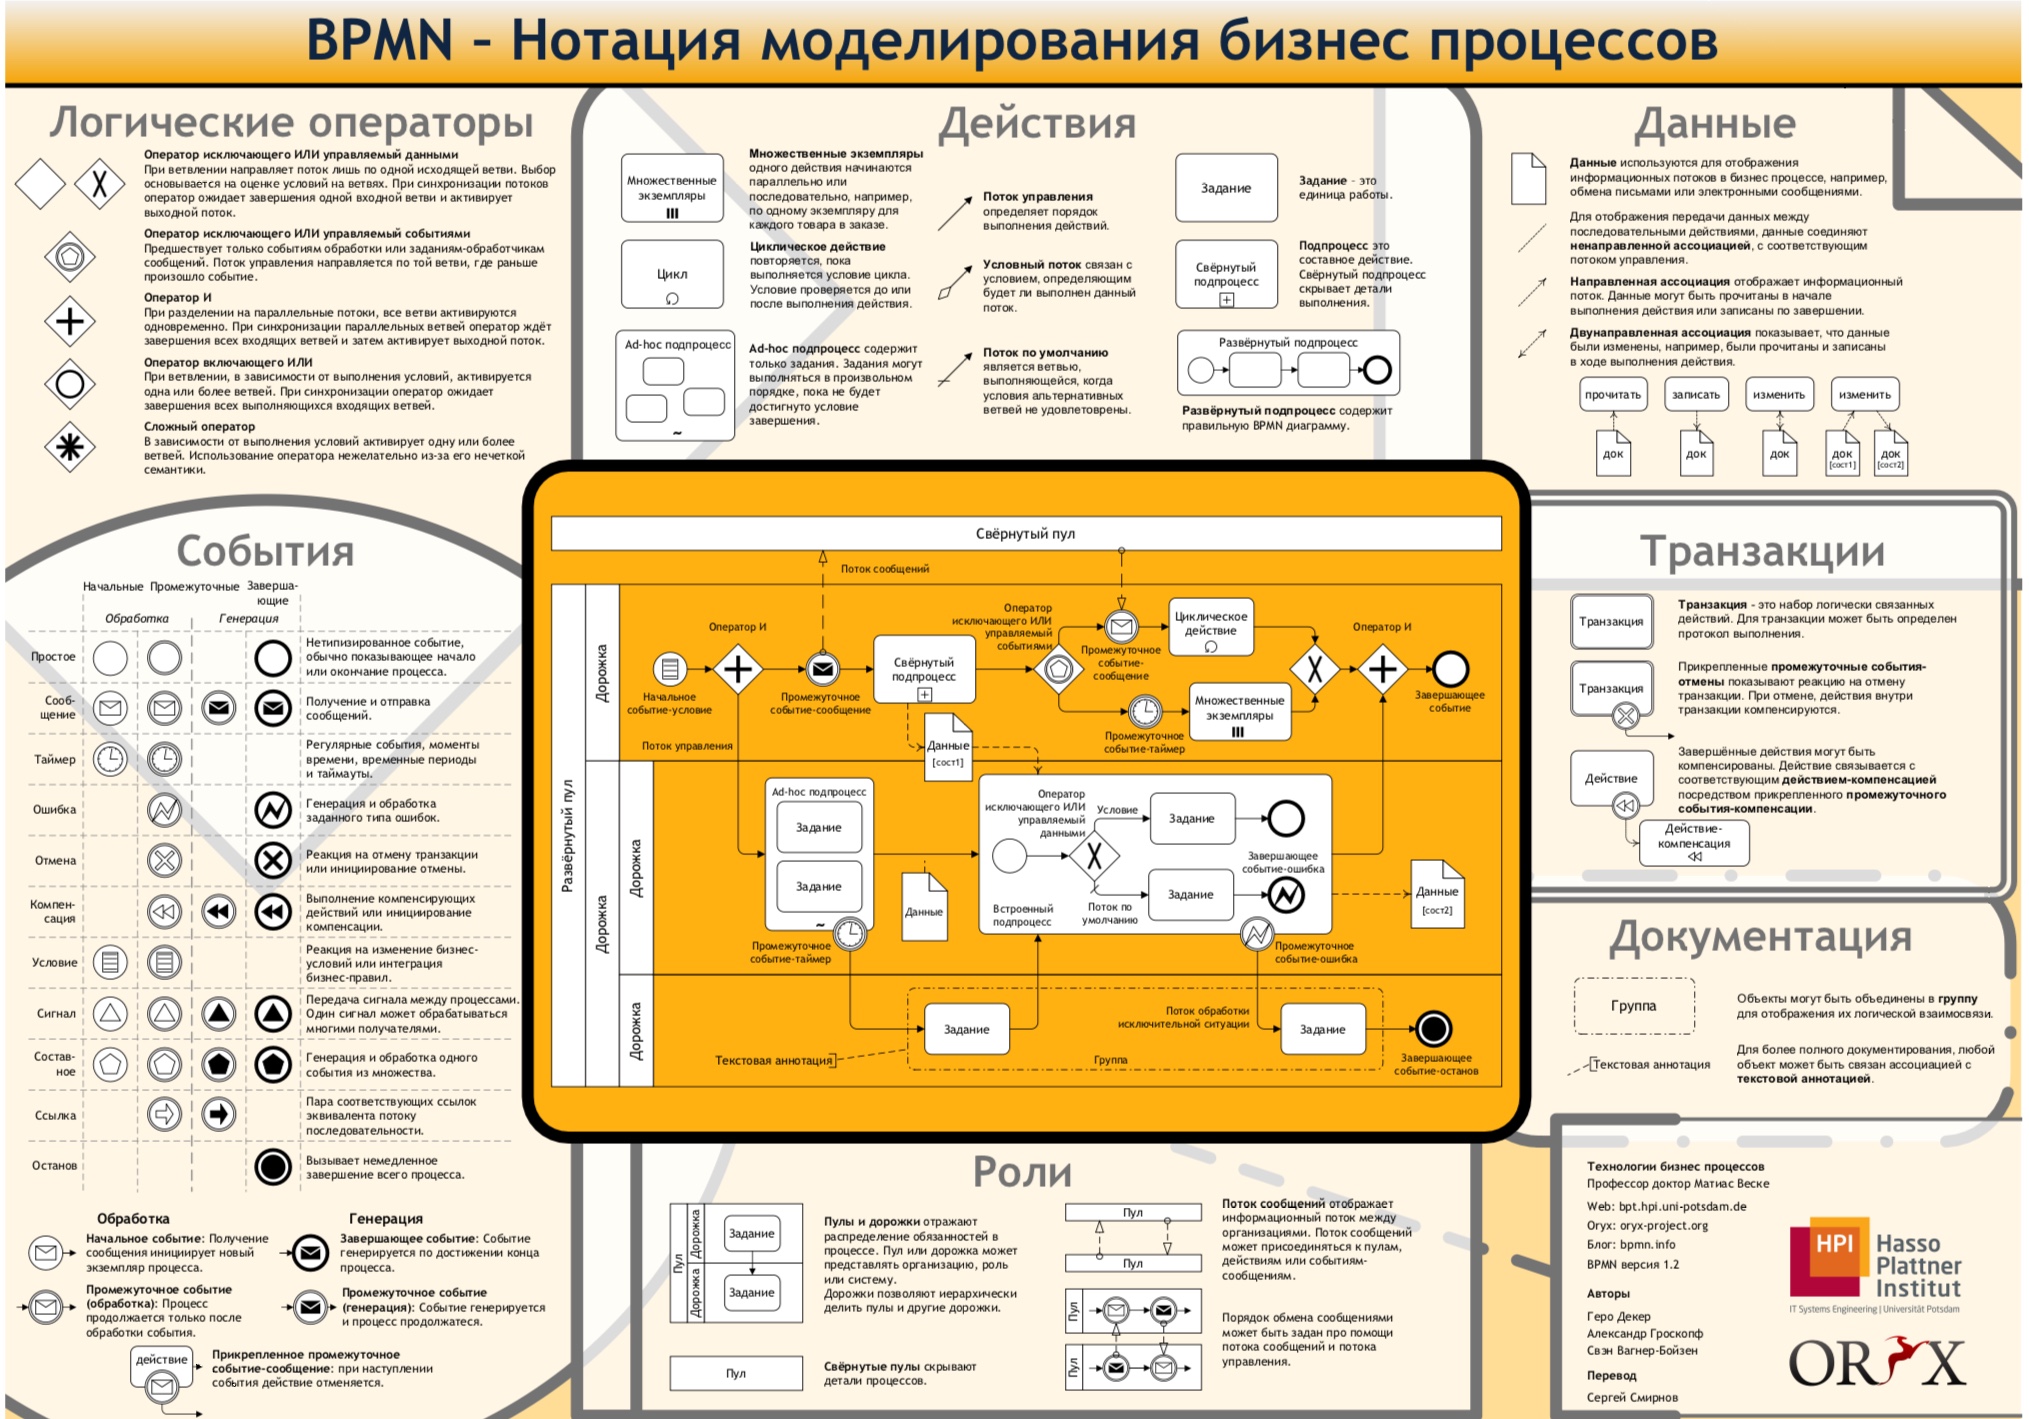 BPMN – Нотация моделирования бизнес процессов
Логические операторы
Оператор исключающего ИЛИ управляемый данными
При ветвлении направляет поток лишь по одной исходящей ветви. Выбор
основывается на оценке условий на ветвях. При синхронизации потоков
оператор ожидает завершения одной входной ветви и активирует
выходной поток.
Оператор исключающего ИЛИ управляемый событиями
Предшествует только событиям обработки или заданиям-обработчикам
сообщений. Поток управления направляется по той ветви, где раньше
произошло событие.
Оператор И
При разделении на параллельные потоки, все ветви активируются
одновременно. При синхронизации параллельных ветвей оператор ждёт
завершения всех входящих ветвей и затем активирует выходной поток.
Оператор включающего ИЛИ
При ветвлении, в зависимости от выполнения условий, активируется
одна или более ветвей. При синхронизации оператор ожидает
завершения всех выполняющихся входящих ветвей.
Сложный оператор
В зависимости от выполнения условий активирует одну или более
ветвей. Использование оператора нежелательно из-за его нечеткой
семантики.
Действия
Множественные
экземпляры
Множественные экземпляры
одного действия начинаются
параллельно или
последовательно, например,
по одному экземпляру для
каждого товара в заказе.
Цикл
Циклическое действие
повторяется, пока
выполняется условие цикла.
Условие проверяется до или
после выполнения действия.
Ad-hoc подпроцесс
Ad-hoc подпроцесс содержит
только задания. Задания могут
выполняться в произвольном
порядке, пока не будет
достигнуто условие
завершения.
Поток управления
определяет порядок
выполнения действий.
Условный поток связан с
условием, определяющим
будет ли выполнен данный
поток.
Поток по умолчанию
является ветвью,
выполняющейся, когда
условия альтернативных
ветвей не удовлетоврены.
Задание
Задание - это
единица работы.
Свёрнутый
подпроцесс
Подпроцесс это
составное действие.
Свёрнутый подпроцесс
скрывает детали
выполнения.
Развёрнутый подпроцесс
Развёрнутый подпроцесс содержит
правильную BPMN диаграмму.
Данные
Данные используются для отображения
информационных потоков в бизнес процессе, например,
обмена письмами или электронными сообщениями.
Для отображения передачи данных между
последовательными действиями, данные соединяют
ненаправленной ассоциацией, с соответствующим
потоком управления.
Направленная ассоциация отображает информационный
поток. Данные могут быть прочитаны в начале
выполнения действия или записаны по завершении.
Двунаправленная ассоциация показывает, что данные
были изменены, например, были прочитаны и записаны
в ходе выполнения действия.
прочитать
записать
изменить
изменить
док
док
док
док
[сост1]
док
[сост2]
События
Начальные Промежуточные Заверша-
ющие
Обработка
Генерация
Простое
Нетипизированное событие,
обычно показывающее начало
или окончание процесса.
Сооб-
щение
Получение и отправка
сообщений.
Таймер
Регулярные события, моменты
времени, временные периоды
и таймауты.
Ошибка
Генерация и обработка
заданного типа ошибок.
Отмена
Реакция на отмену транзакции
или инициирование отмены.
Компен-
сация
Выполнение компенсирующих
действий или инициирование
компенсации.
Условие
Реакция на изменение бизнес-
условий или интеграция
бизнес-правил.
Сигнал
Передача сигнала между процессами.
Один сигнал может обрабатываться
многими получателями.
Состав-
ное
Генерация и обработка одного
события из множества.
Ссылка
Пара соответствующих ссылок
эквивалента потоку
последовательности.
Останов
Вызывает немедленное
завершение всего процесса.
Обработка
Начальное событие: Получение
сообщения инициирует новый
экземпляр процесса.
Промежуточное событие
(обработка): Процесс
продолжается только после
обработки события.
Генерация
Завершающее событие: Событие
генерируется по достижении конца
процесса.
Промежуточное событие
(генерация): Событие генерируется
и процесс продолжатеся.
действие
Прикрепленное промежуточное
событие-сообщение: при наступлении
события действие отменяется.
Свёрнутый пул
Поток сообщений
Развёрнутый пул
Дорожка
Дорожка
Дорожка
Дорожка
Начальное
событие-условие
Оператор И
Промежуточное
событие-сообщение
Свёрнутый
подпроцесс
Оператор
исключающего ИЛИ
управляемый
событиями
Промежуточное
событие-
сообщение
Циклическое
действие
Промежуточное
событие-таймер
Множественные
экземпляры
Оператор И
Завершающее
событие
Поток управления
Данные
[сост1]
Ad-hoc подпроцесс
Задание
Задание
Промежуточное
событие-таймер
Данные
Оператор
исключающего ИЛИ
управляемый
данными
Условие
Задание
Встроенный
подпроцесс
Поток по
умолчанию
Задание
Завершающее
событие-ошибка
Промежуточное
событие-ошибка
Данные
[сост2]
Задание
Поток обработки
исключительной ситуации
Задание
Текстовая аннотация
Группа
Завершающее
событие-останов
Транзакции
Транзакция
Транзакция - это набор логически связанных
действий. Для транзакции может быть определен
протокол выполнения.
Транзакция
Прикрепленные промежуточные события-
отмены показывают реакцию на отмену
транзакции. При отмене, действия внутри
транзакции компенсируются.
Действие
Действие-
компенсация
Завершённые действия могут быть
компенсированы. Действие связывается с
соответствующим действием-компенсацией
посредством прикрепленного промежуточного
события-компенсации.
Документация
Группа
Объекты могут быть объединены в группу
для отображения их логической взаимосвязи.
Текстовая аннотация
Для более полного документирования, любой
объект может быть связан ассоциацией с
текстовой аннотацией.
Роли
Пул
Дорожка
Дорожка
Задание
Задание
Пулы и дорожки отражают
распределение обязанностей в
процессе. Пул или дорожка может
представлять организацию, роль
или систему.
Дорожки позволяют иерархически
делить пулы и другие дорожки.
Пул
Свёрнутые пулы скрывают
детали процессов.
Пул
Пул
Поток сообщений отображает
информационный поток между
организациями. Поток сообщений
может присоединяться к пулам,
действиям или событиям-
сообщениям.
Пул
Пул
Порядок обмена сообщениями
может быть задан про помощи
потока сообщений и потока
управления.
Технологии бизнес процессов
Профессор доктор Матиас Веске
Web: bpt.hpi.uni-potsdam.de
Oryx: oryx-project.org
Блог: bpmn.info
BPMN версия 1.2
Авторы
Геро Декер
Александр Гроскопф
Свэн Вагнер-Бойзен
Перевод
Сергей Смирнов
HPI
Hasso
Plattner
Institut
IT Systems Engineering | Universität Potsdam
ORYX